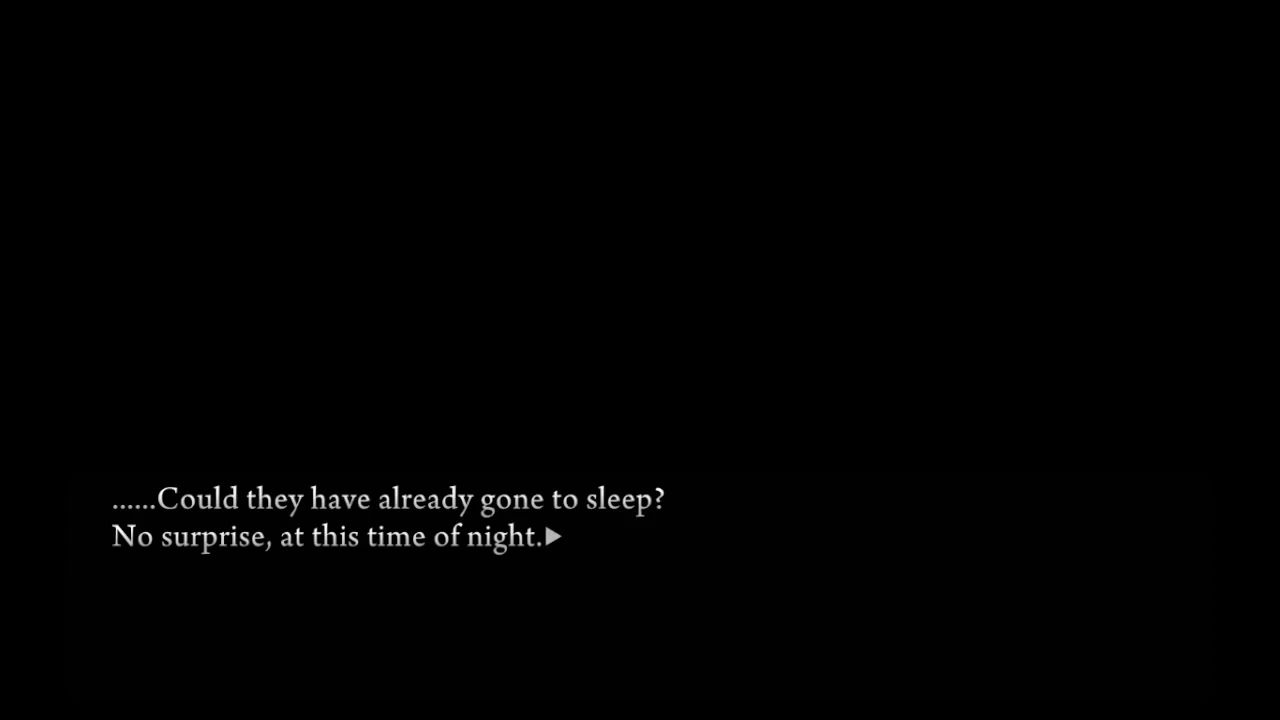 ......Could they have already gone to sleep?
No surprise, at this time of night.▶